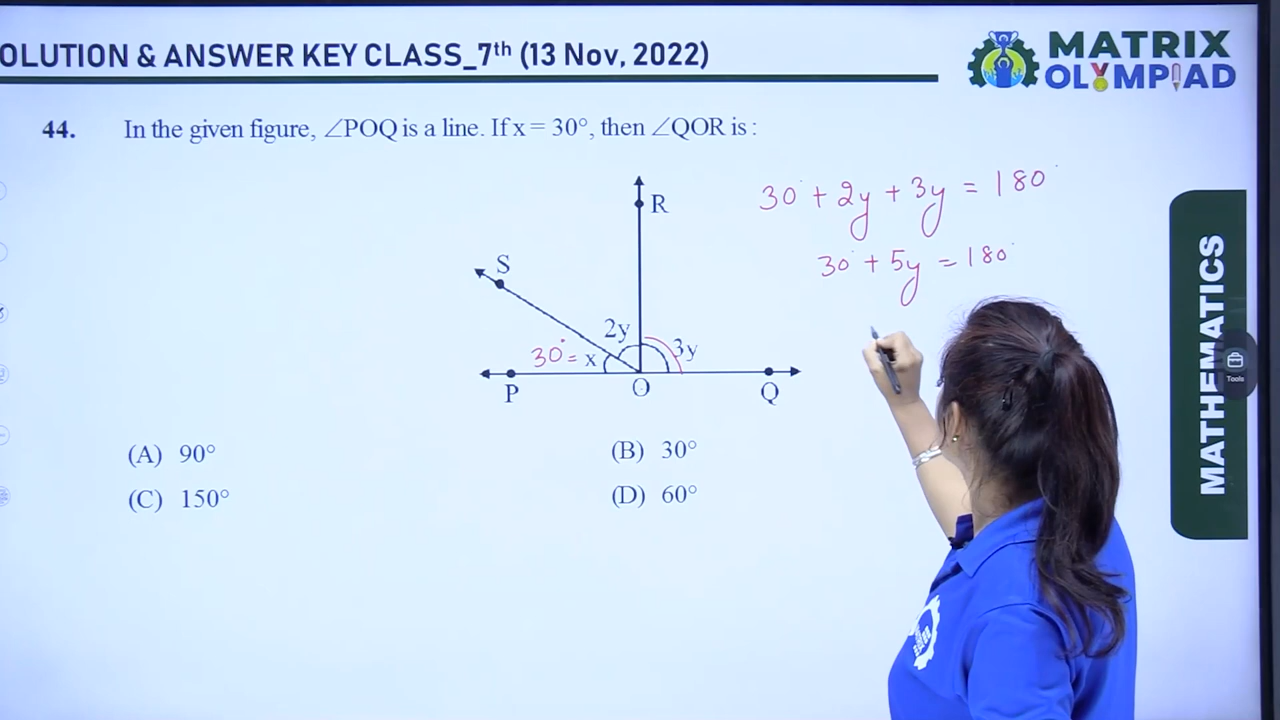 OLUTION & ANSWER KEY CLASS_7th (13 Nov, 2022)
MATRIX
OLYMPIAD
44. In the given figure, ∠POQ is a line. If x = 30°, then ∠QOR is :
30° + 2y + 3y = 180°
30° + 5y = 180°
R
S
2y
3y
30° = x
P
O
Q
(A) 90°
(B) 30°
(C) 150°
(D) 60°
MATHEMATICS
Tools